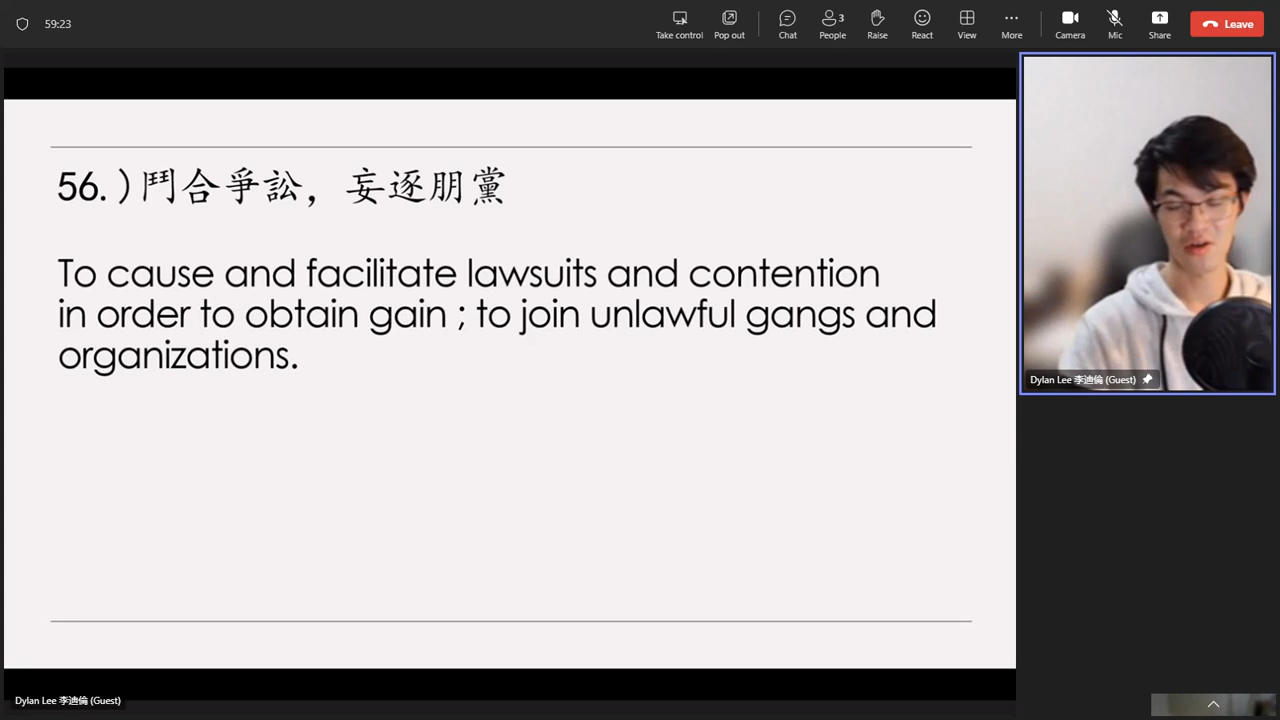 59:23
Take control
Pop out
Chat
3
People
Raise
React
View
More
Camera
Mic
Share
Leave
56. ) 鬥合爭訟，妄逐朋黨
To cause and facilitate lawsuits and contention
in order to obtain gain ; to join unlawful gangs and
organizations.
Dylan Lee 李迪倫 (Guest)
Dylan Lee 李迪倫 (Guest)